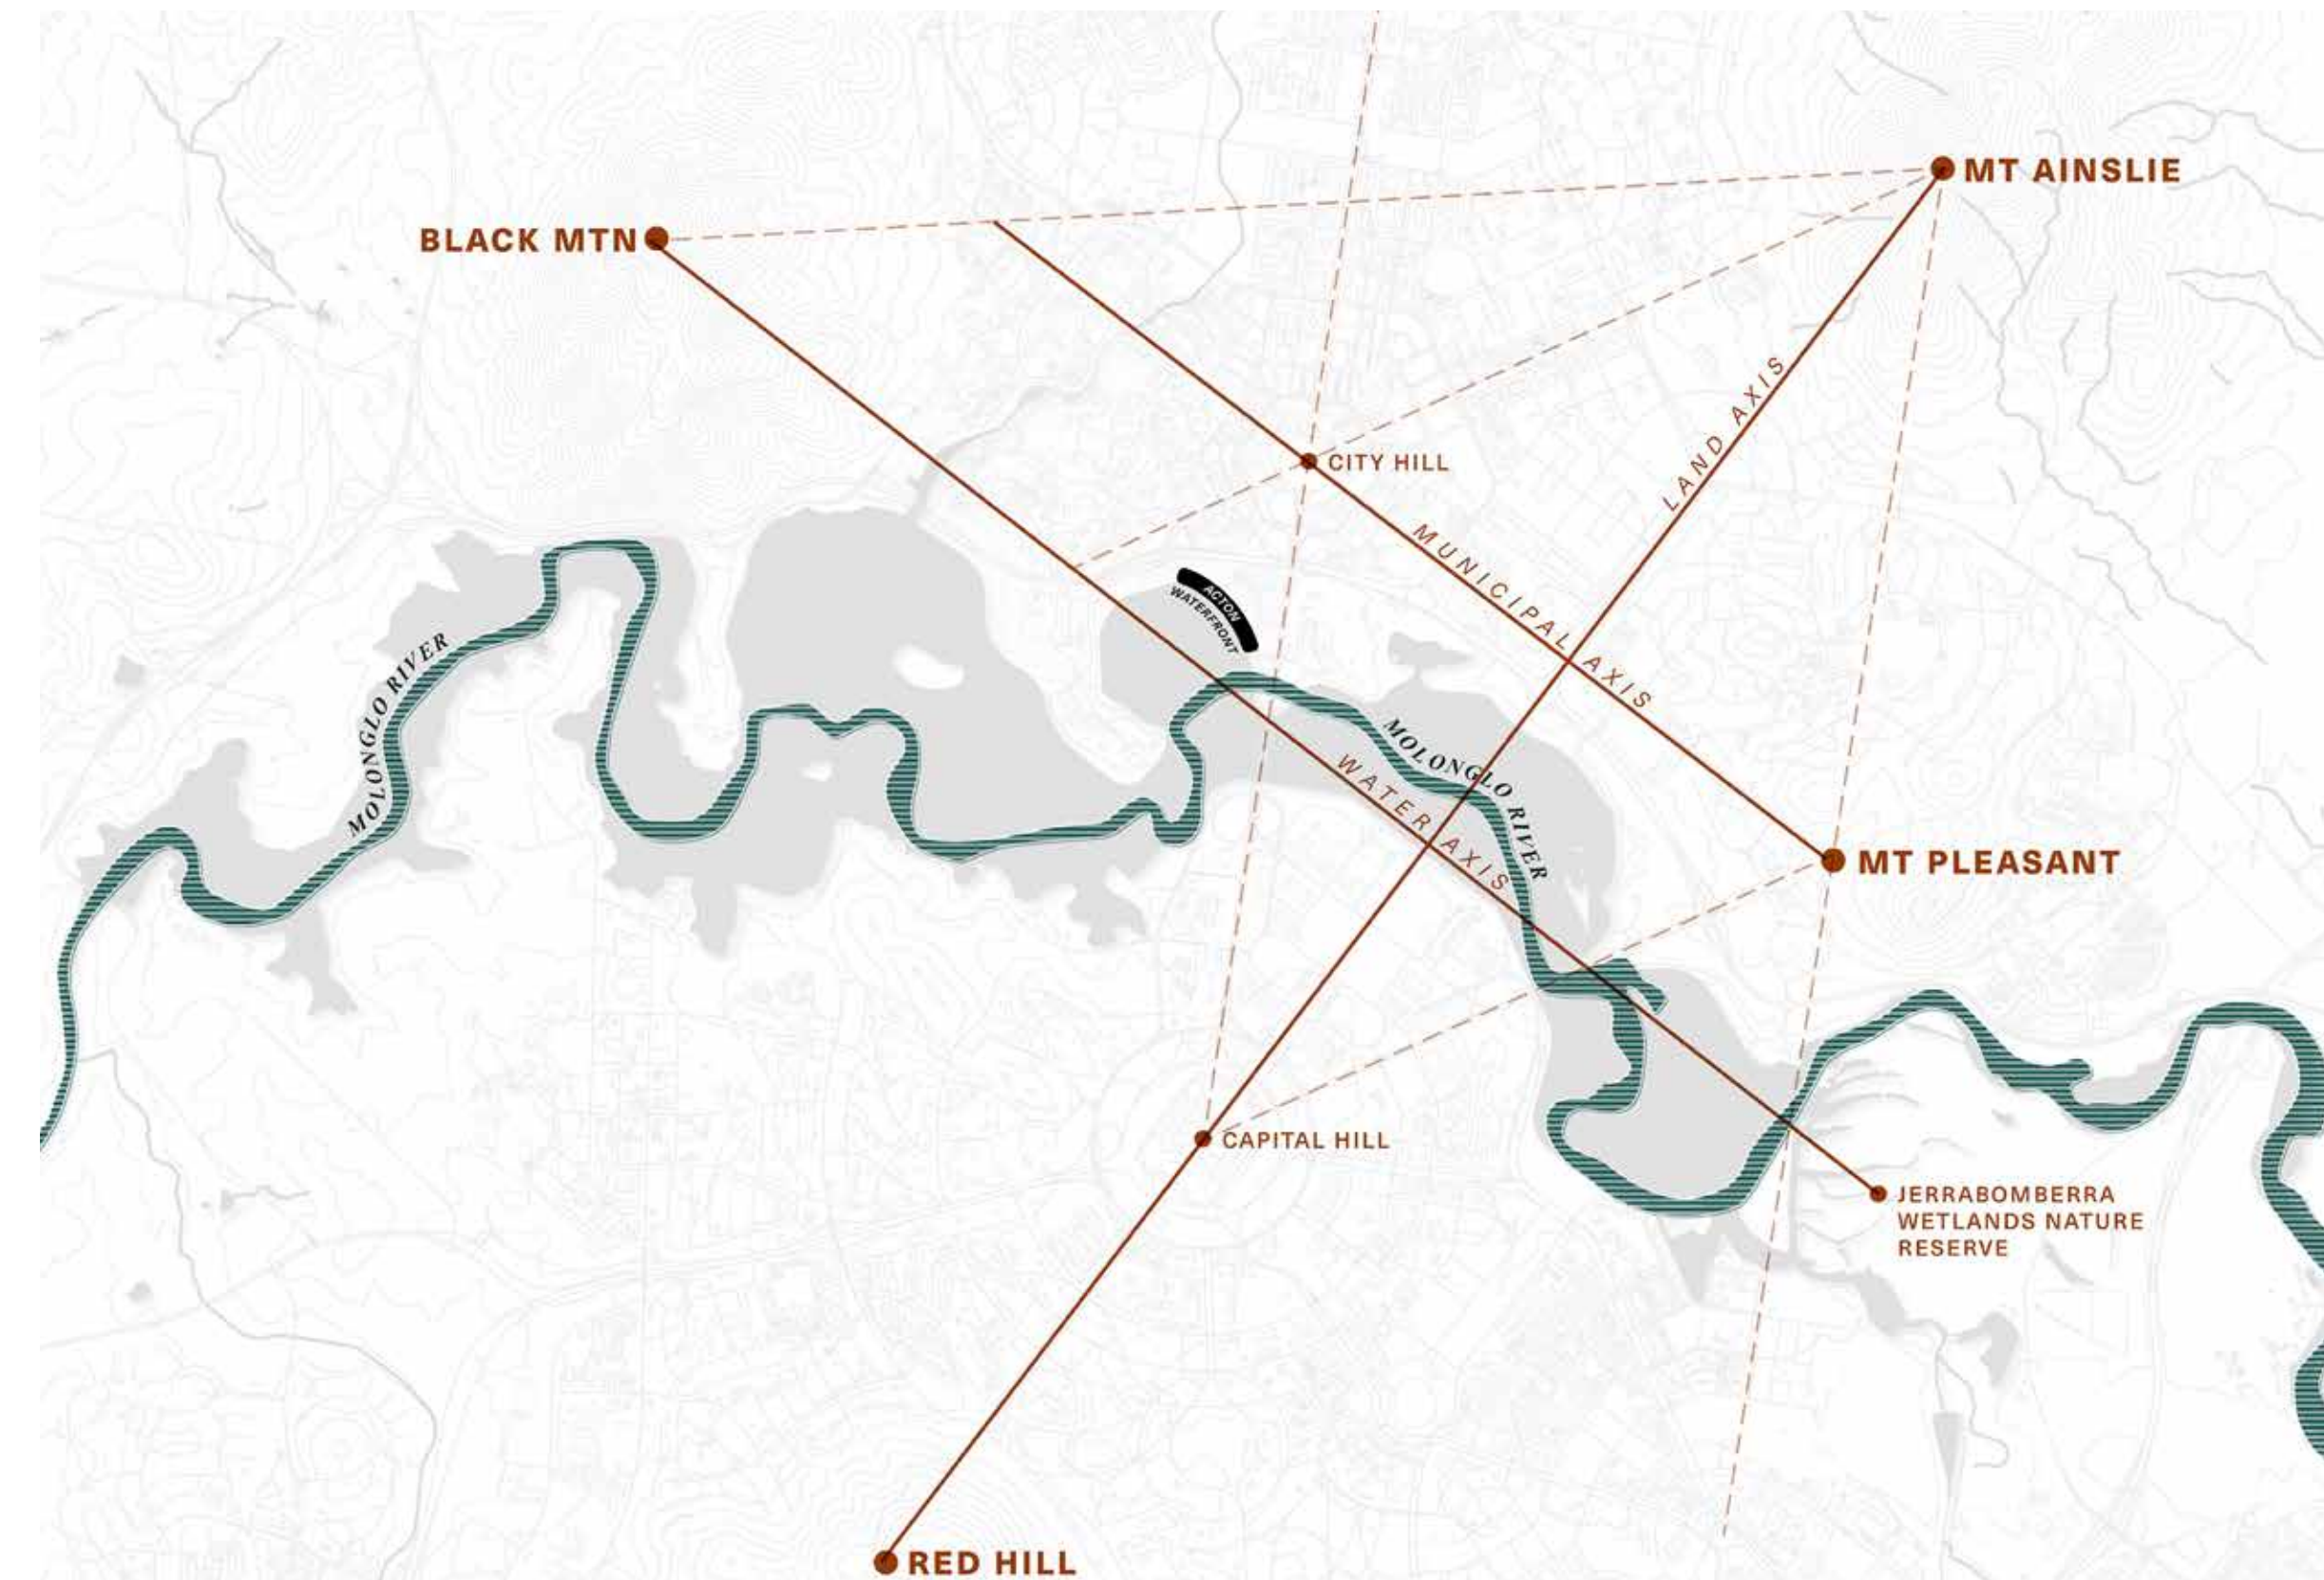 MT AINSLIE
BLACK MTN
LAND AXIS
CITY HILL
MUNICIPAL AXIS
ACTON
WATERFRONT
MOLONGLO RIVER
MOLONGLO RIVER
WATER AXIS
MT PLEASANT
CAPITAL HILL
JERRABOMBERRA
WETLANDS NATURE
RESERVE
RED HILL